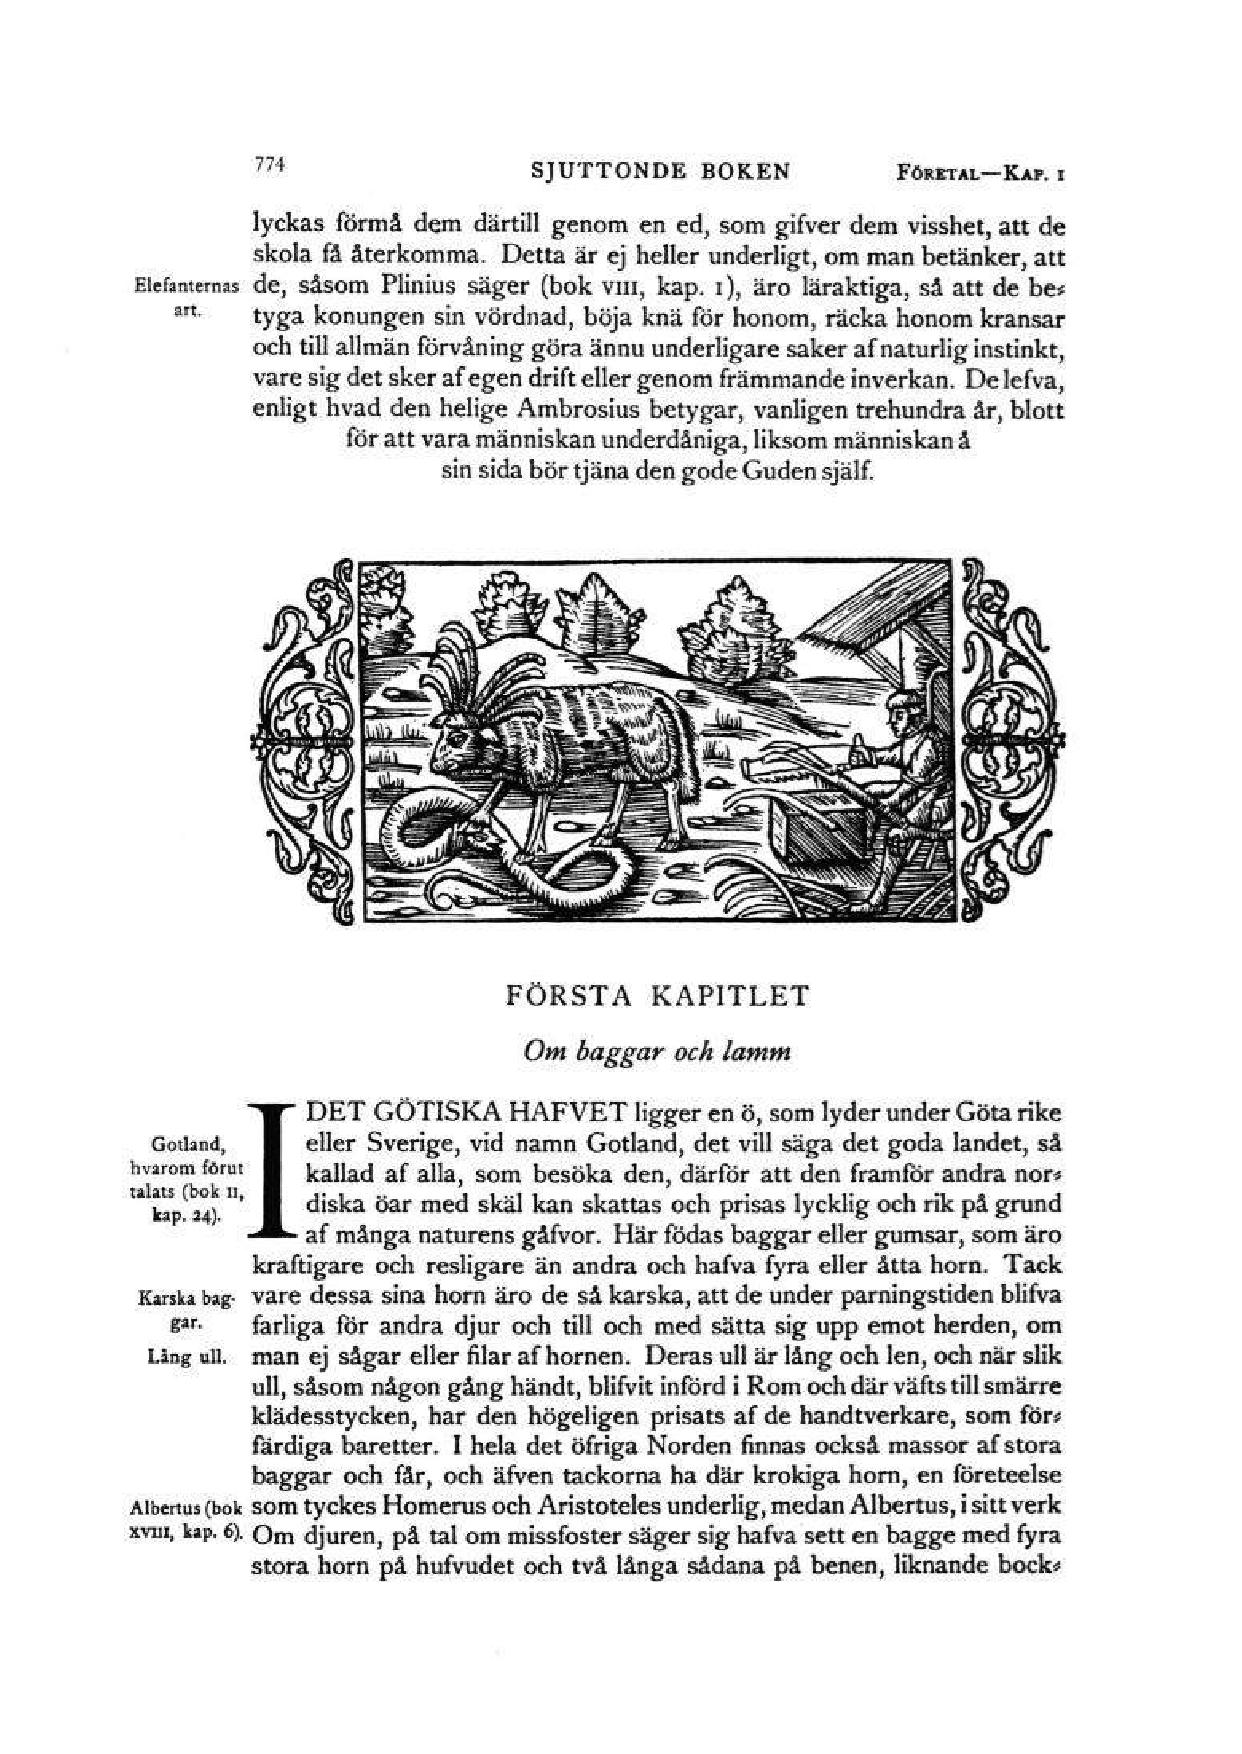 774
SJUTTONDE BOKEN
FÖRETAL—KAP. I
lyckas förmå dem därtill genom en ed, som gifver dem visshet, att de
skola få återkomma. Detta är ej heller underligt, om man betänker, att
Elefanternas
art.
de, såsom Plinius säger (bok VIII, kap. I), äro läraktiga, så att de be-
tyga konungen sin vördnad, böja knä för honom, räcka honom kransar
och till allmän förvåning göra ännu underligare saker af naturlig instinkt,
vare sig det sker af egen drift eller genom främmande inverkan. De lefva,
enligt hvad den helige Ambrosius betygar, vanligen trehundra år, blott
för att vara människan underdåniga, liksom människan å
sin sida bör tjäna den gode Guden själf.
FÖRSTA KAPITLET
Om baggar och lamm
I DET GÖTISKA HAFVET ligger en ö, som lyder under Göta rike
Gotland,
hvarom förut
talats (bok II,
kap. 24).
eller Sverige, vid namn Gotland, det vill säga det goda landet, så
kallad af alla, som besöka den, därför att den framför andra nor-
diska öar med skäl kan skattas och prisas lycklig och rik på grund
af många naturens gåfvor. Här födas baggar eller gumsar, som äro
kraftigare och resligare än andra och hafva fyra eller åtta horn. Tack
Karska bag-
gar.
vare dessa sina horn äro de så karska, att de under parningstiden blifva
farliga för andra djur och till och med sätta sig upp emot herden, om
Lång ull.
man ej sågar eller filar af hornen. Deras ull är lång och len, och när slik
ull, såsom någon gång händt, blifvit införd i Rom och där väfts till smärre
klädesstycken, har den högeligen prisats af de handtverkare, som för-
färdiga baretter. I hela det öfriga Norden finnas också massor af stora
baggar och får, och äfven tackorna ha där krokiga horn, en företeelse
Albertus (bok
XVIII, kap. 6).
som tyckes Homerus och Aristoteles underlig, medan Albertus, i sitt verk
Om djuren, på tal om missfoster säger sig hafva sett en bagge med fyra
stora horn på hufvudet och två långa sådana på benen, liknande bock-